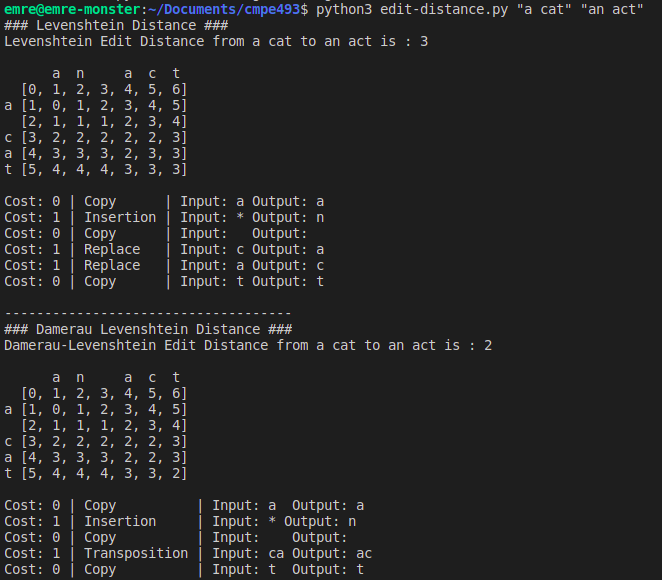 emre@emre-monster:~/Documents/cmpe493$ python3 edit-distance.py "a cat" "an act"
### Levenshtein Distance ###
Levenshtein Edit Distance from a cat to an act is : 3

      a  n     a  c  t
  [0, 1, 2, 3, 4, 5, 6]
a [1, 0, 1, 2, 3, 4, 5]
  [2, 1, 1, 1, 2, 3, 4]
c [3, 2, 2, 2, 2, 2, 3]
a [4, 3, 3, 3, 2, 3, 3]
t [5, 4, 4, 4, 3, 3, 3]

Cost: 0 | Copy      | Input: a Output: a
Cost: 1 | Insertion | Input: * Output: n
Cost: 0 | Copy      | Input:   Output:
Cost: 1 | Replace   | Input: c Output: a
Cost: 1 | Replace   | Input: a Output: c
Cost: 0 | Copy      | Input: t Output: t

------------------------------------
### Damerau Levenshtein Distance ###
Damerau-Levenshtein Edit Distance from a cat to an act is : 2

      a  n     a  c  t
  [0, 1, 2, 3, 4, 5, 6]
a [1, 0, 1, 2, 3, 4, 5]
  [2, 1, 1, 1, 2, 3, 4]
c [3, 2, 2, 2, 2, 2, 3]
a [4, 3, 3, 3, 2, 2, 3]
t [5, 4, 4, 4, 3, 3, 2]

Cost: 0 | Copy          | Input: a  Output: a
Cost: 1 | Insertion     | Input: * Output: n
Cost: 0 | Copy          | Input:    Output:
Cost: 1 | Transposition | Input: ca Output: ac
Cost: 0 | Copy          | Input: t  Output: t